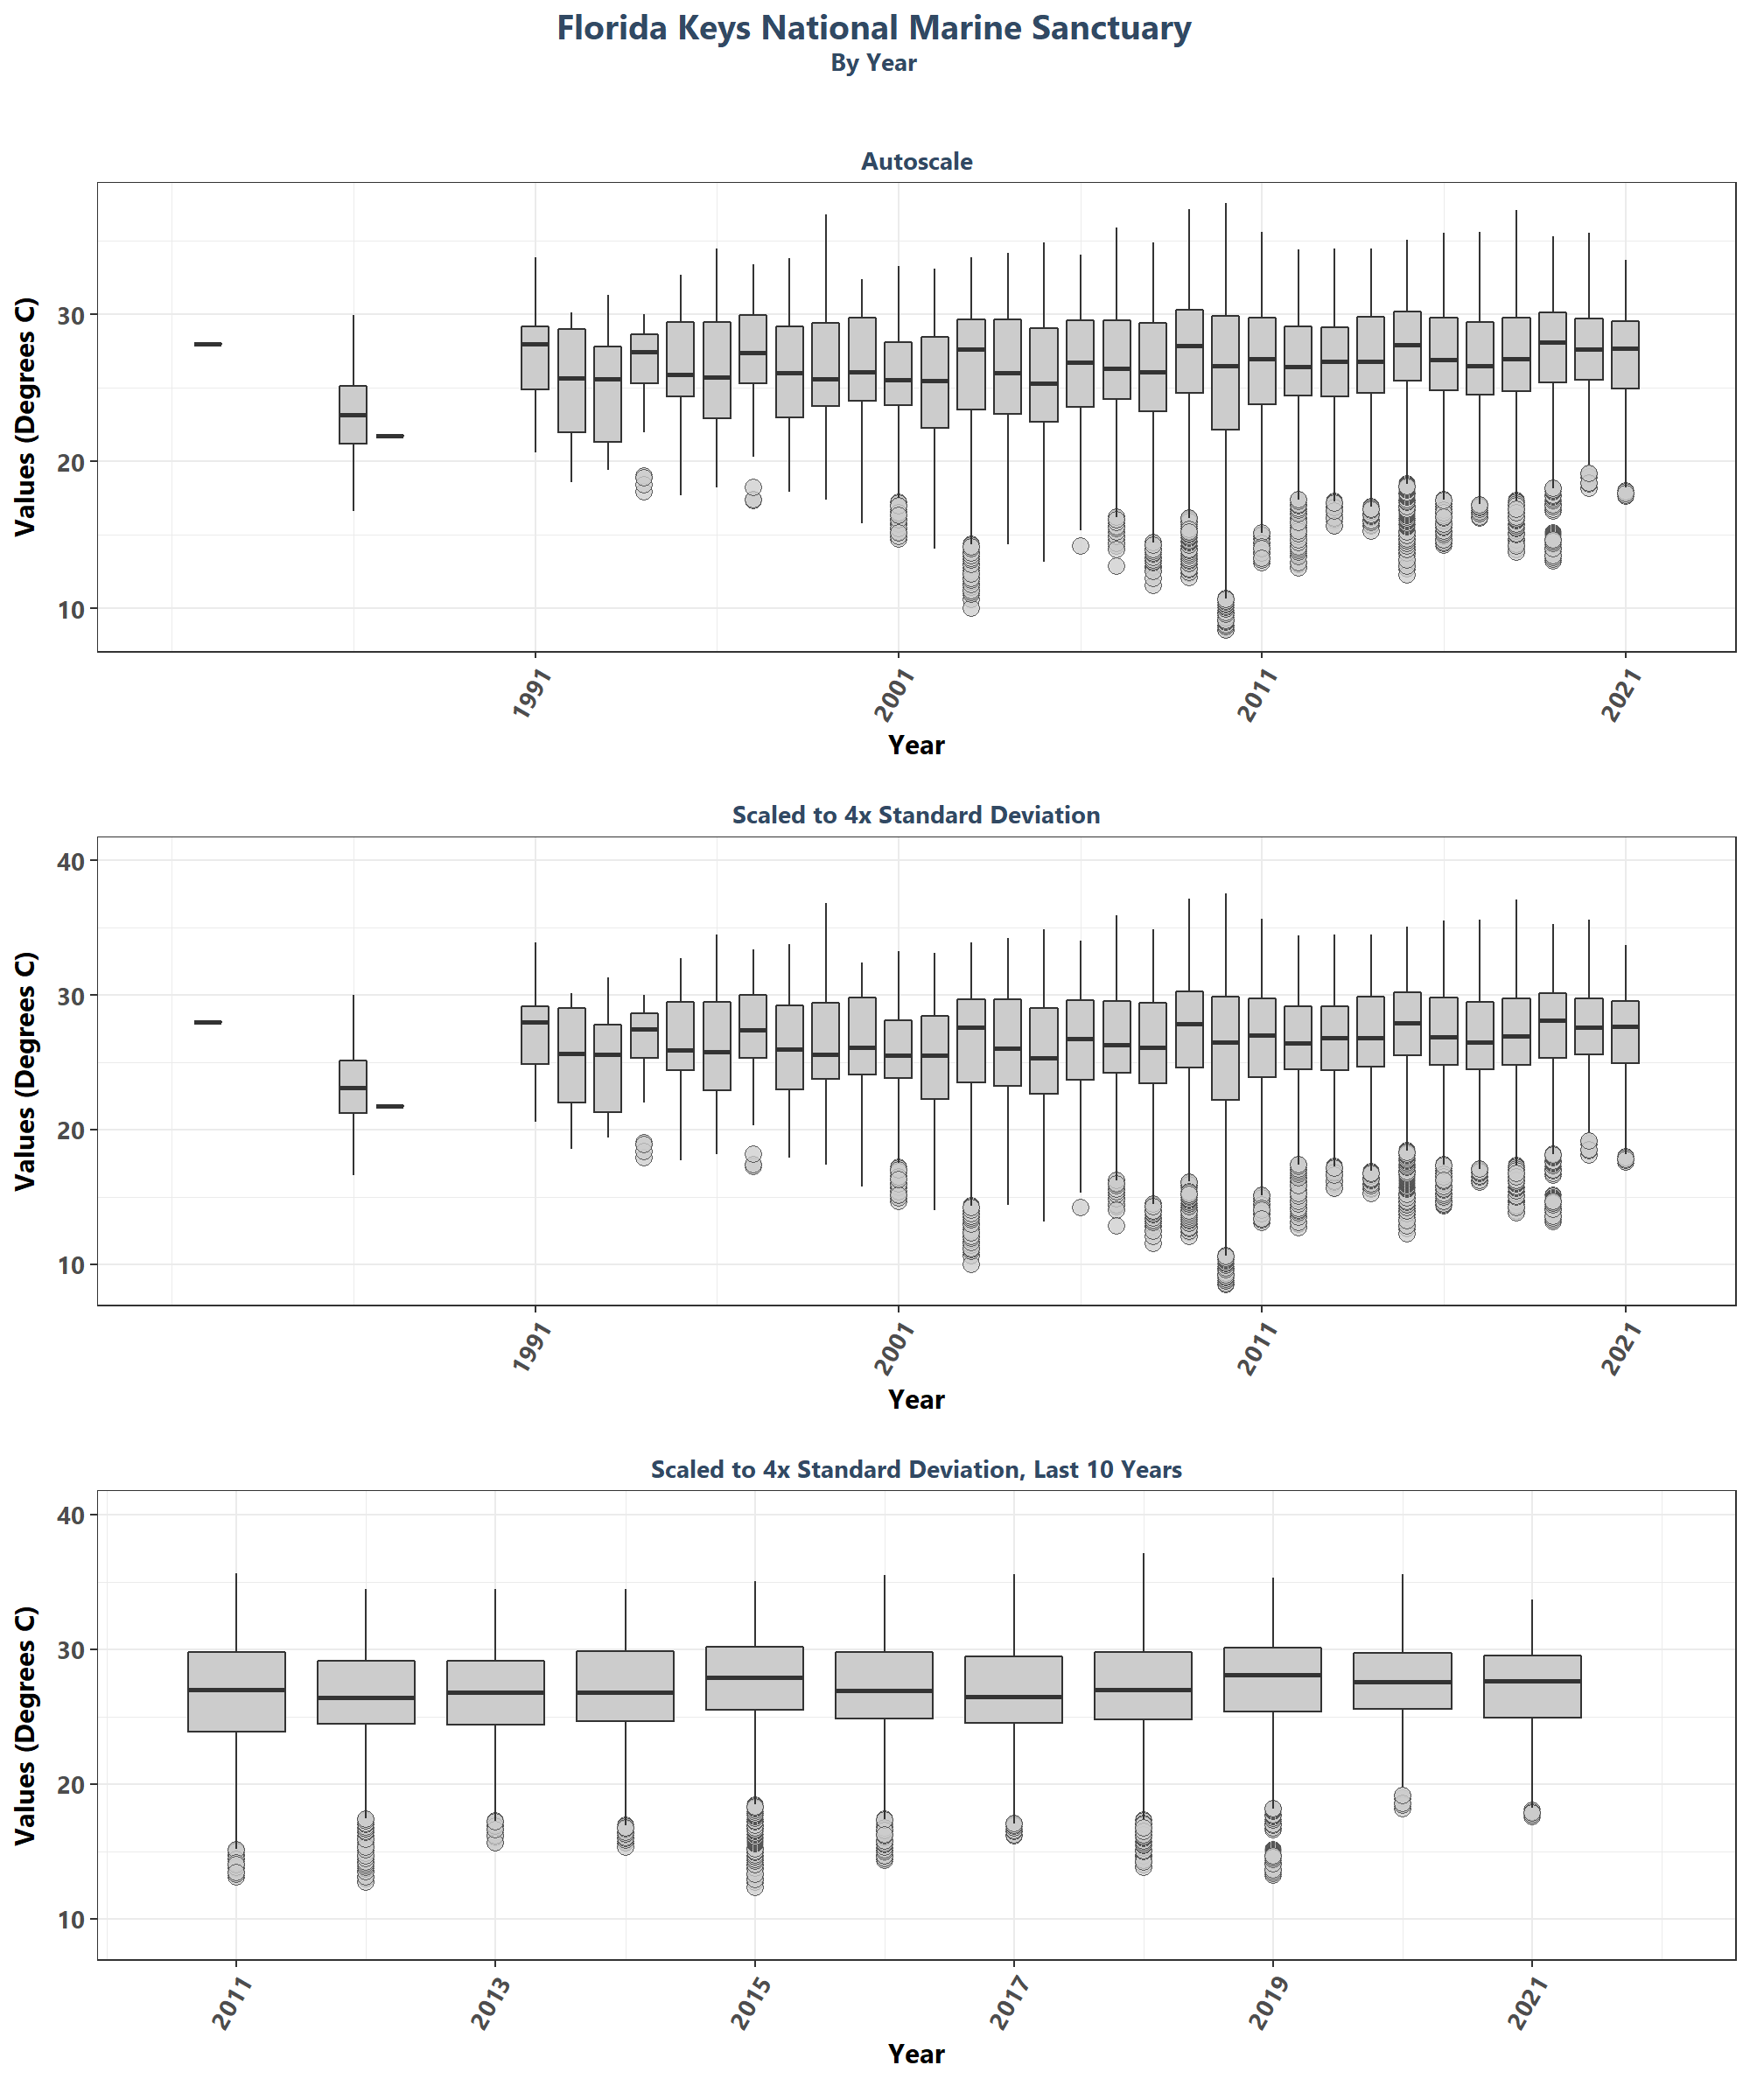 Florida Keys National Marine Sanctuary
By Year
Autoscale
Values (Degrees C)
30
20
10
1991
2001
2011
2021
Year
Scaled to 4x Standard Deviation
Values (Degrees C)
40
30
20
10
1991
2001
2011
2021
Year
Scaled to 4x Standard Deviation, Last 10 Years
Values (Degrees C)
40
30
20
10
2011
2013
2015
2017
2019
2021
Year